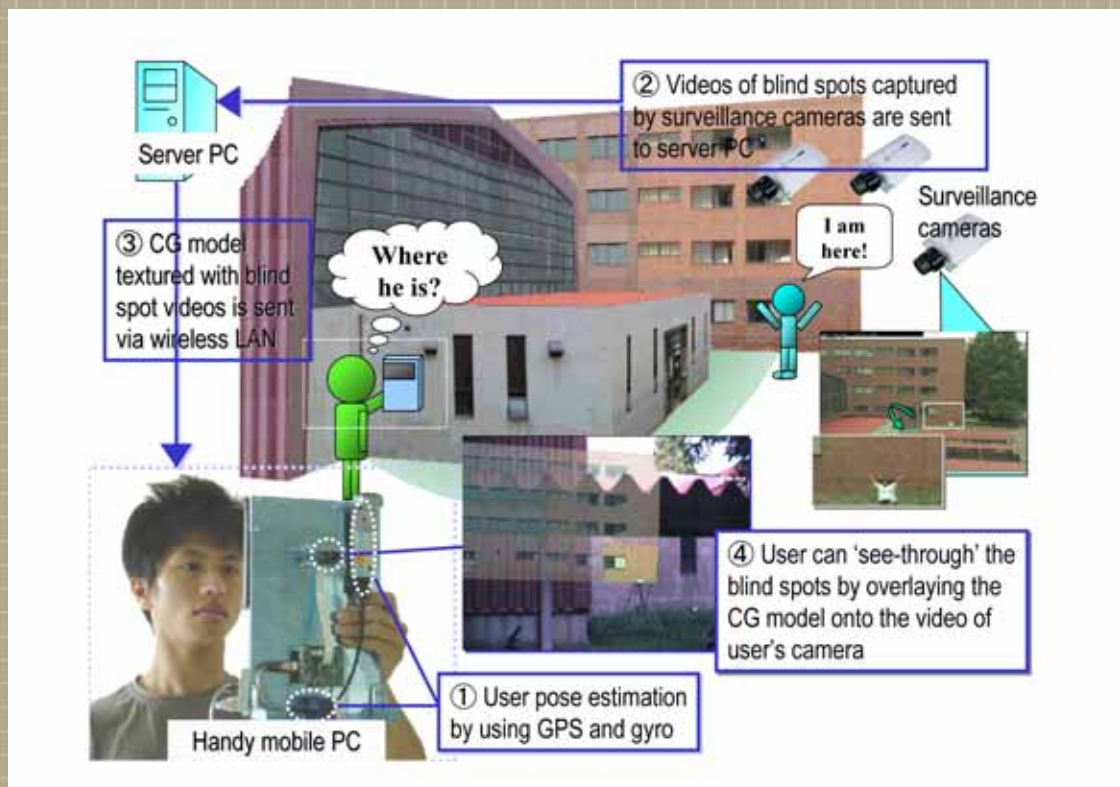 Server PC
② Videos of blind spots captured
by surveillance cameras are sent
to server PC
Surveillance
cameras
I am
here!
③ CG model
textured with blind
spot videos is sent
via wireless LAN
Where
he is?
④ User can ‘see-through’ the
blind spots by overlaying the
CG model onto the video of
user's camera
① User pose estimation
by using GPS and gyro
Handy mobile PC